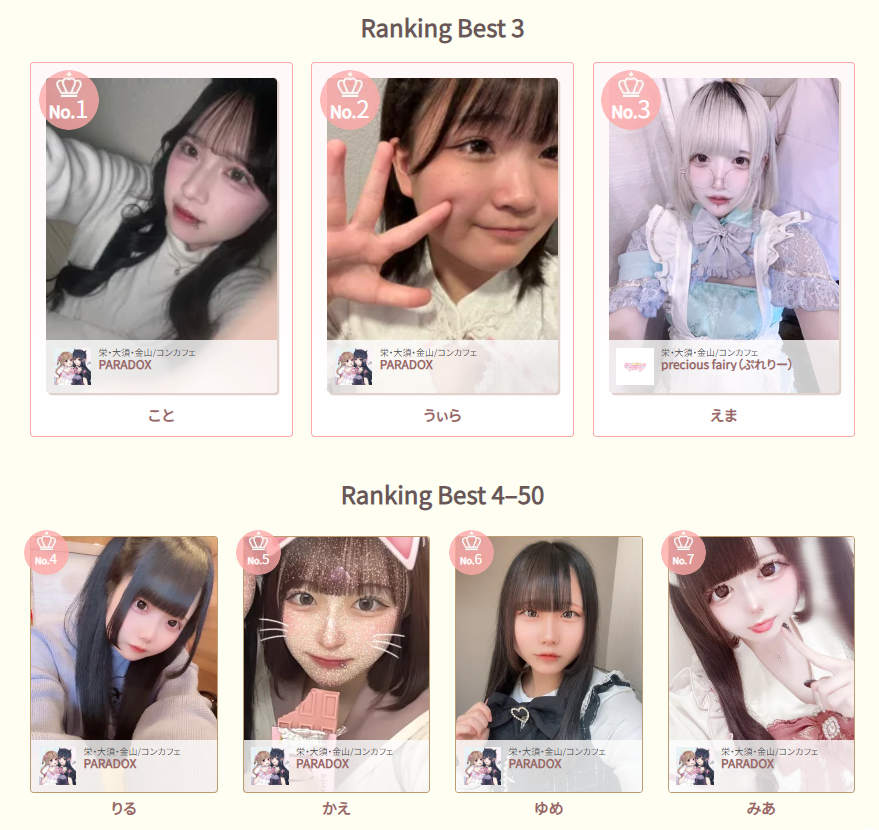 Ranking Best 3
No.1
栄・大須・金山/コンカフェ
PARADOX
こと
No.2
栄・大須・金山/コンカフェ
PARADOX
うぃら
No.3
栄・大須・金山/コンカフェ
precious fairy(ぷれりー)
えま
Ranking Best 4–50
No.4
栄・大須・金山/コンカフェ
PARADOX
りる
No.5
栄・大須・金山/コンカフェ
PARADOX
かえ
No.6
栄・大須・金山/コンカフェ
PARADOX
ゆめ
No.7
栄・大須・金山/コンカフェ
PARADOX
みあ